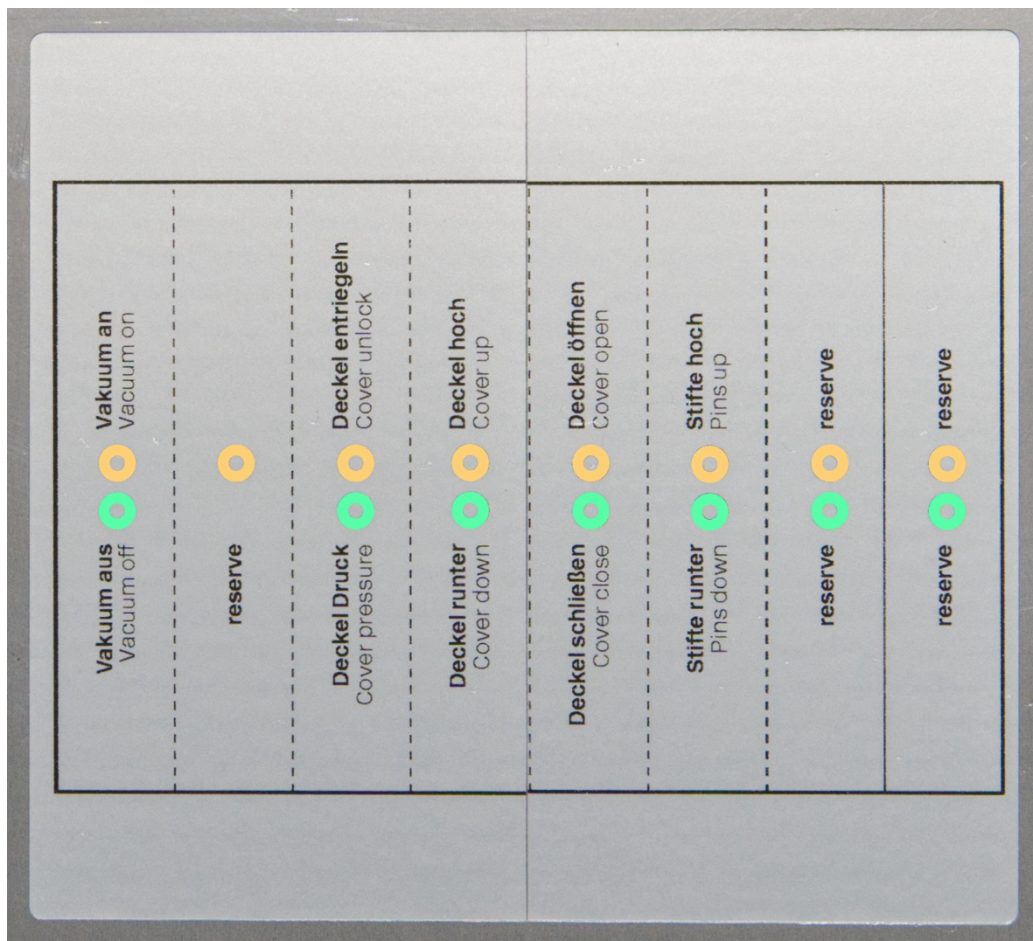 Vakuum an
Vacuum on
Vakuum aus
Vacuum off
reserve
Deckel entriegeln
Cover unlock
Deckel Druck
Cover pressure
Deckel hoch
Cover up
Deckel runter
Cover down
Deckel öffnen
Cover open
Deckel schließen
Cover close
Stifte hoch
Pins up
Stifte runter
Pins down
reserve
reserve
reserve
reserve